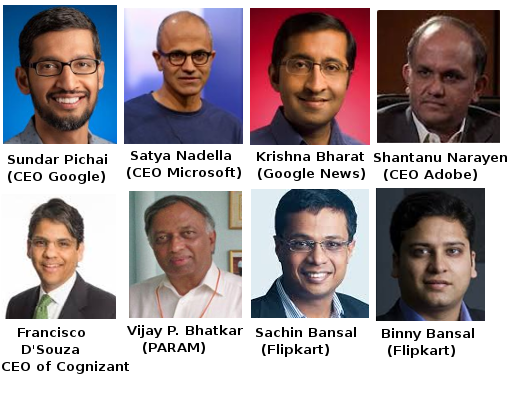 Sundar Pichai
(CEO Google)
Satya Nadella
(CEO Microsoft)
Krishna Bharat
(Google News)
Shantanu Narayen
(CEO Adobe)
Francisco
D'Souza
CEO of Cognizant
Vijay P. Bhatkar
(PARAM)
Sachin Bansal
(Flipkart)
Binny Bansal
(Flipkart)